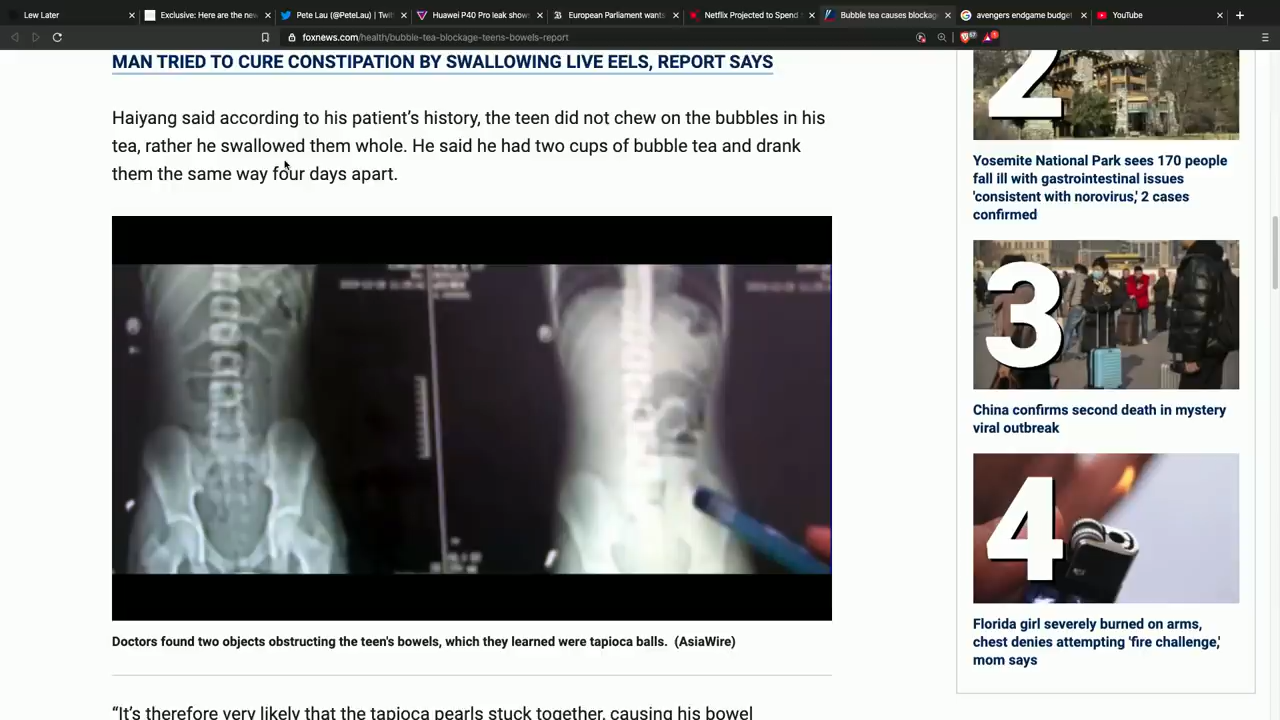 Lew Later
Exclusive: Here are the new
Pete Lau (@PeteLau) | Twitt
Huawei P40 Pro leak shows
European Parliament wants
Netflix Projected to Spend
Bubble tea causes blockage
avengers endgame budget
YouTube
foxnews.com/health/bubble-tea-blockage-teens-bowels-report
MAN TRIED TO CURE CONSTIPATION BY SWALLOWING LIVE EELS, REPORT SAYS
Haiyang said according to his patient’s history, the teen did not chew on the bubbles in his
tea, rather he swallowed them whole. He said he had two cups of bubble tea and drank
them the same way four days apart.
Doctors found two objects obstructing the teen's bowels, which they learned were tapioca balls. (AsiaWire)
“It’s therefore very likely that the tapioca pearls stuck together, causing his bowel
2
Yosemite National Park sees 170 people
fall ill with gastrointestinal issues
'consistent with norovirus,' 2 cases
confirmed
3
China confirms second death in mystery
viral outbreak
4
Florida girl severely burned on arms,
chest denies attempting 'fire challenge,'
mom says